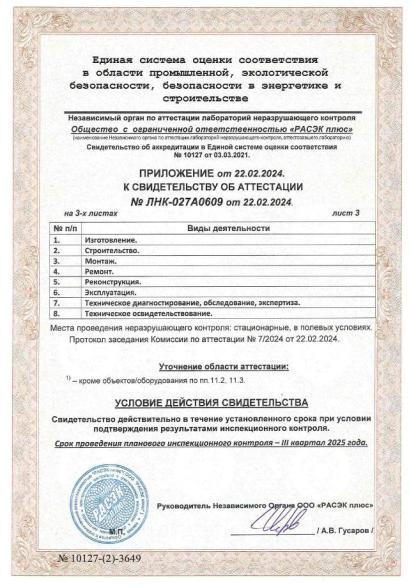 Единая система оценки соответствия
в области промышленной, экологической
безопасности, безопасности в энергетике и
строительстве
Независимый орган по аттестации лабораторий неразрушающего контроля
Общество с ограниченной ответственностью «РАСЭК плюс»
(наименование Независимого органа по аттестации лабораторий неразрушающего контроля, аттестовавшего лабораторию)
Свидетельство об аккредитации в Единой системе оценки соответствия
№ 10127 от 03.03.2021.
ПРИЛОЖЕНИЕ от 22.02.2024.
К СВИДЕТЕЛЬСТВУ ОБ АТТЕСТАЦИИ
№ ЛНК-027А0609 от 22.02.2024.
на 3-х листах лист 3
№ п/п Виды деятельности
1. Изготовление.
2. Строительство.
3. Монтаж.
4. Ремонт.
5. Реконструкция.
6. Эксплуатация.
7. Техническое диагностирование, обследование, экспертиза.
8. Техническое освидетельствование.
Места проведения неразрушающего контроля: стационарные, в полевых условиях.
Протокол заседания Комиссии по аттестации № 7/2024 от 22.02.2024.
Уточнение области аттестации:
1) – кроме объектов/оборудования по пп.11.2, 11.3.
УСЛОВИЕ ДЕЙСТВИЯ СВИДЕТЕЛЬСТВА
Свидетельство действительно в течение установленного срока при условии
подтверждения результатами инспекционного контроля.
Срок проведения планового инспекционного контроля – III квартал 2025 года.
РАСЭК
Руководитель Независимого Органа ООО «РАСЭК плюс»
М.П. / А.В. Гусаров /
№ 10127-(2)-3649